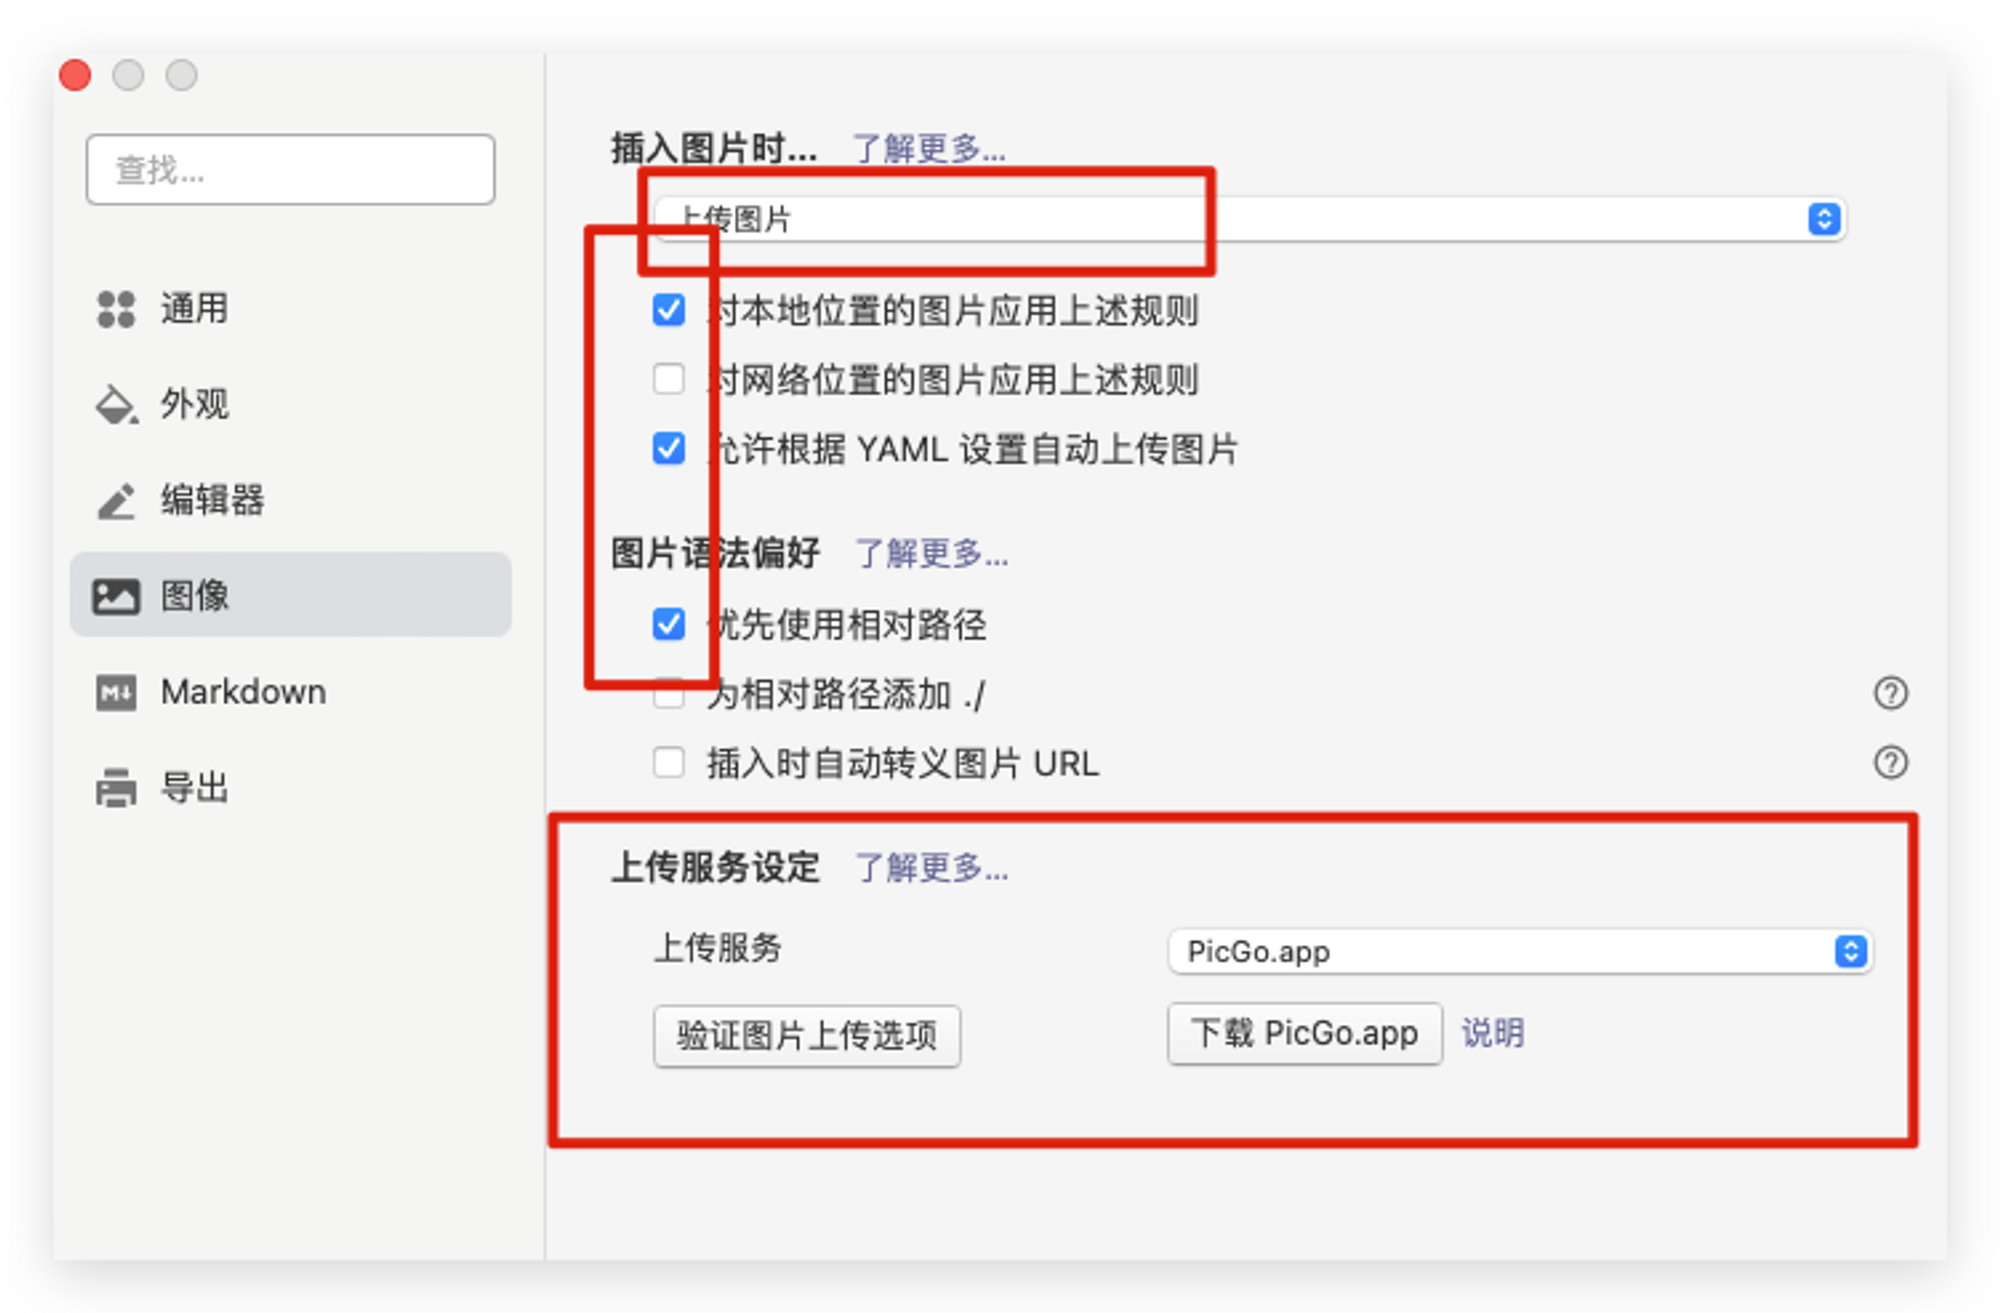 查找...
通用
外观
编辑器
图像
Markdown
导出
插入图片时... 了解更多...
上传图片
对本地位置的图片应用上述规则
对网络位置的图片应用上述规则
允许根据 YAML 设置自动上传图片
图片语法偏好 了解更多...
优先使用相对路径
为相对路径添加 ./
插入时自动转义图片 URL
上传服务设定 了解更多...
上传服务 PicGo.app
验证图片上传选项 下载 PicGo.app 说明